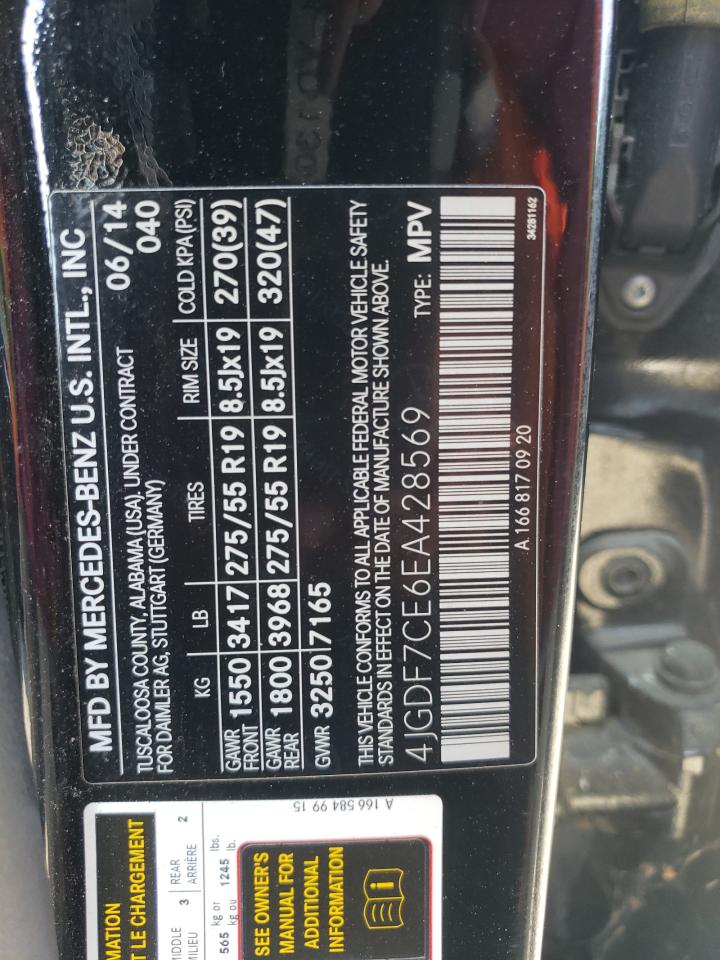 MFD BY MERCEDES-BENZ U.S. INTL., INC
TUSCALOOSA COUNTY, ALABAMA (USA). UNDER CONTRACT 06/14
FOR DAIMLER AG, STUTTGART (GERMANY) 040
KG LB TIRES RIM SIZE COLD KPA (PSI)
GAWR FRONT 1550 3417 275/55 R19 8.5Jx19 270(39)
GAWR REAR 1800 3968 275/55 R19 8.5Jx19 320(47)
GVWR 3250 7165
THIS VEHICLE CONFORMS TO ALL APPLICABLE FEDERAL MOTOR VEHICLE SAFETY
STANDARDS IN EFFECT ON THE DATE OF MANUFACTURE SHOWN ABOVE.
4JGDF7CE6EA428569 TYPE: MPV
A 166 817 09 20
34281162
A 166 584 99 15
T LE CHARGEMENT
3 REAR 2
ARRIÈRE
565 kg or 1245 lbs.
kg ou lb.
SEE OWNER'S
MANUAL FOR
ADDITIONAL
INFORMATION